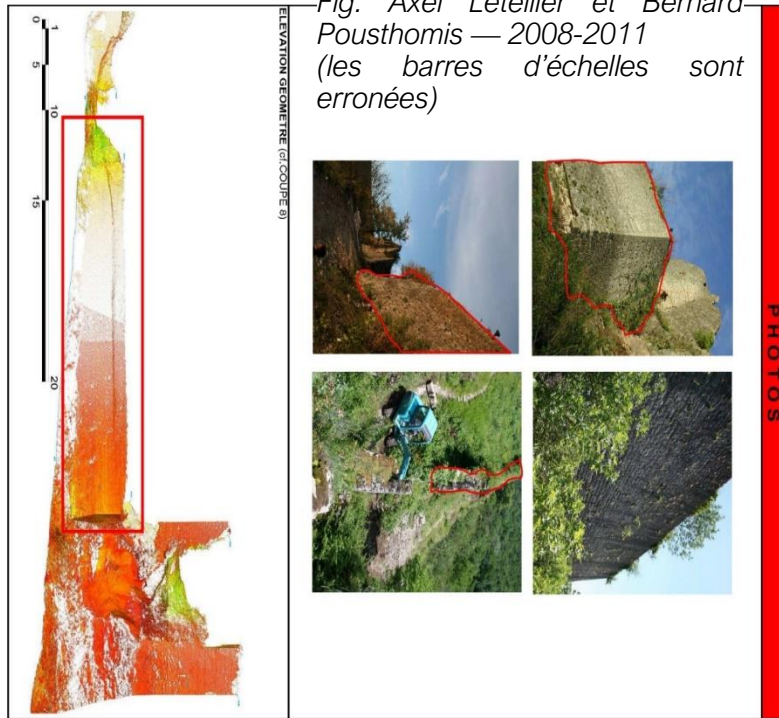 Fig. Axel Letellier et Bernard
Pousthomis — 2008-2011
(les barres d'échelles sont
erronées)
ELEVATION GEOMETRE (cf.COUPE 8)
0 1 5 10 15 20
PHOTOS